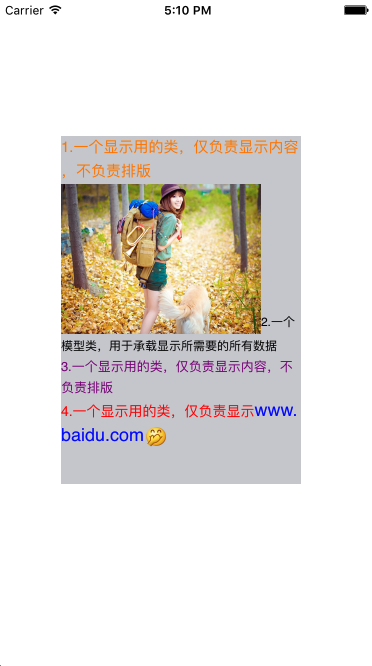 Carrier 5:10 PM
1.一个显示用的类，仅负责显示内容
，不负责排版
2.一个
模型类，用于承载显示所需要的所有数据
3.一个显示用的类，仅负责显示内容，不
负责排版
4.一个显示用的类，仅负责显示www.
baidu.com🤭